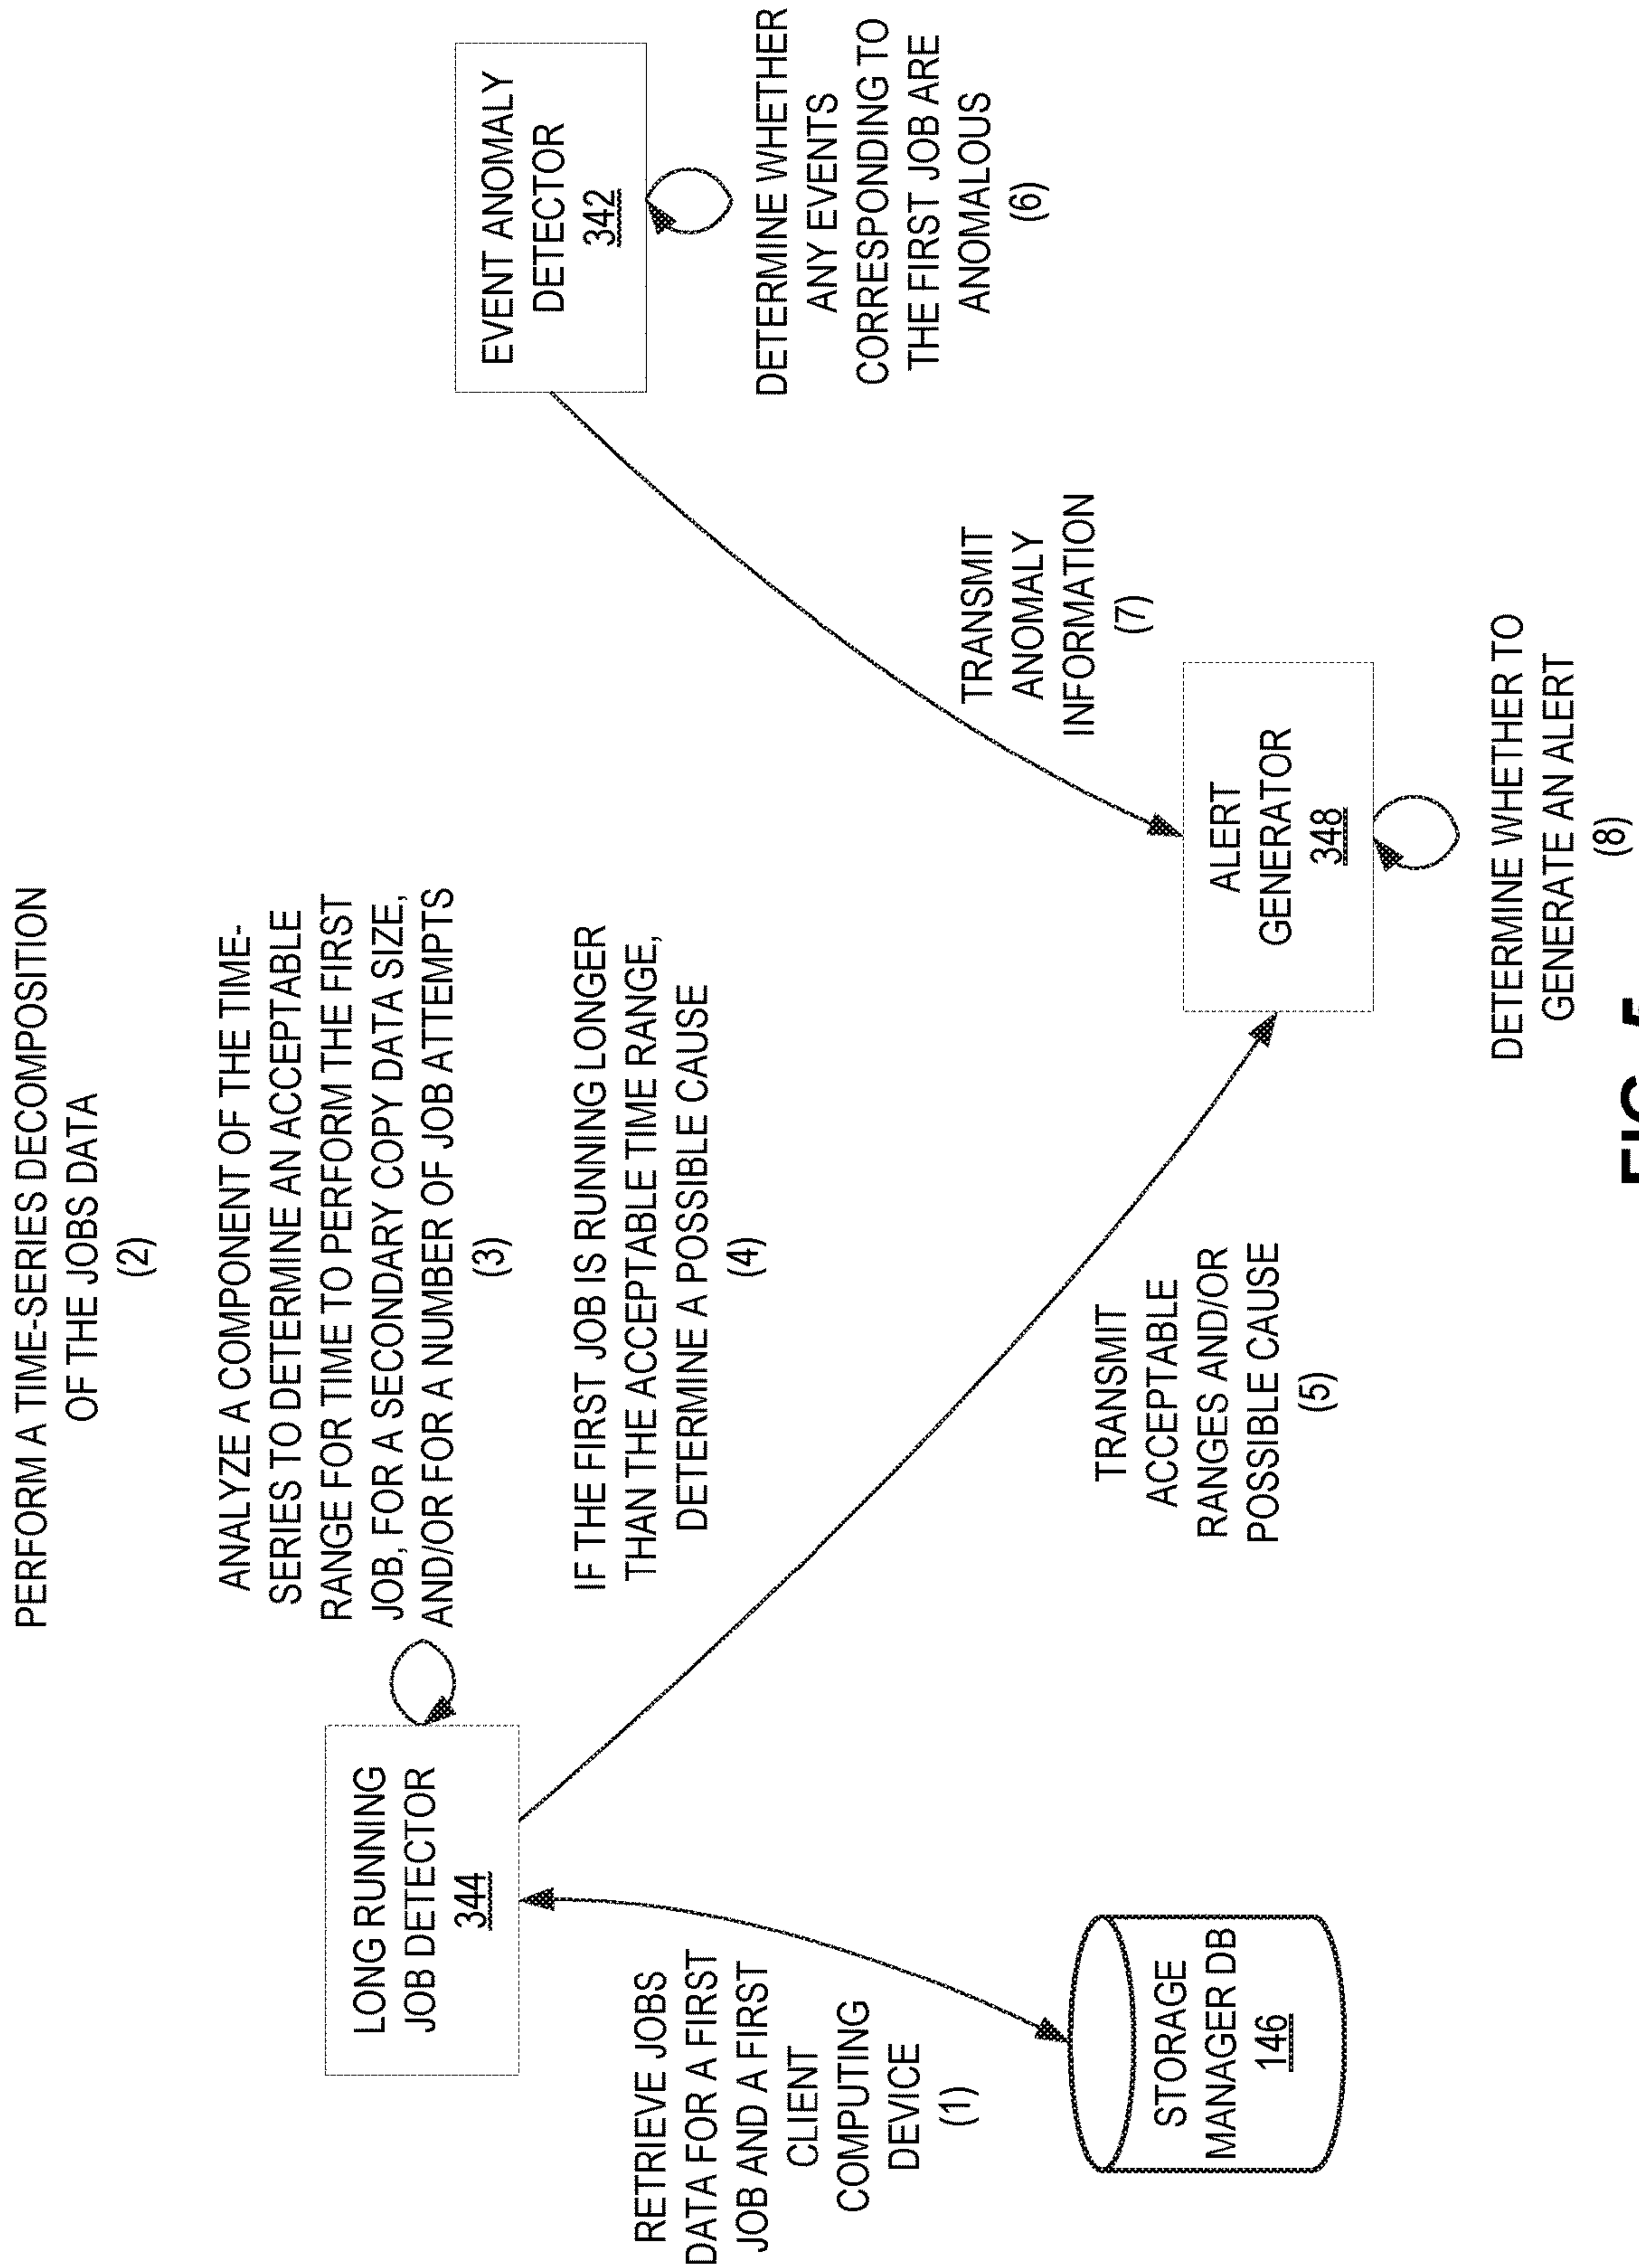 PERFORM A TIME-SERIES DECOMPOSITION
OF THE JOBS DATA
(2)
ANALYZE A COMPONENT OF THE TIME-
SERIES TO DETERMINE AN ACCEPTABLE
RANGE FOR TIME TO PERFORM THE FIRST
JOB, FOR A SECONDARY COPY DATA SIZE,
AND/OR FOR A NUMBER OF JOB ATTEMPTS
(3)
IF THE FIRST JOB IS RUNNING LONGER
THAN THE ACCEPTABLE TIME RANGE,
DETERMINE A POSSIBLE CAUSE
(4)
LONG RUNNING
JOB DETECTOR
344
RETRIEVE JOBS
DATA FOR A FIRST
JOB AND A FIRST
CLIENT
COMPUTING
DEVICE
(1)
STORAGE
MANAGER DB
146
TRANSMIT
ACCEPTABLE
RANGES AND/OR
POSSIBLE CAUSE
(5)
EVENT ANOMALY
DETECTOR
342
DETERMINE WHETHER
ANY EVENTS
CORRESPONDING TO
THE FIRST JOB ARE
ANOMALOUS
(6)
TRANSMIT
ANOMALY
INFORMATION
(7)
ALERT
GENERATOR
348
DETERMINE WHETHER TO
GENERATE AN ALERT
(8)